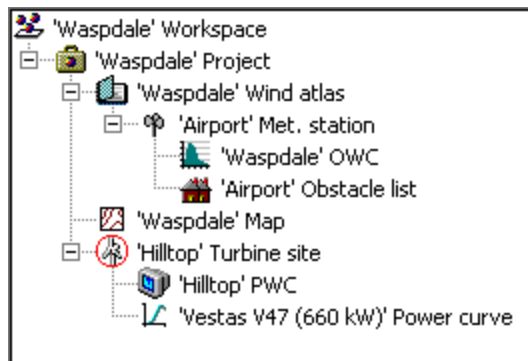 'Waspdale' Workspace
'Waspdale' Project
'Waspdale' Wind atlas
'Airport' Met. station
'Waspdale' OWC
'Airport' Obstacle list
'Waspdale' Map
'Hilltop' Turbine site
'Hilltop' PWC
'Vestas V47 (660 kW)' Power curve